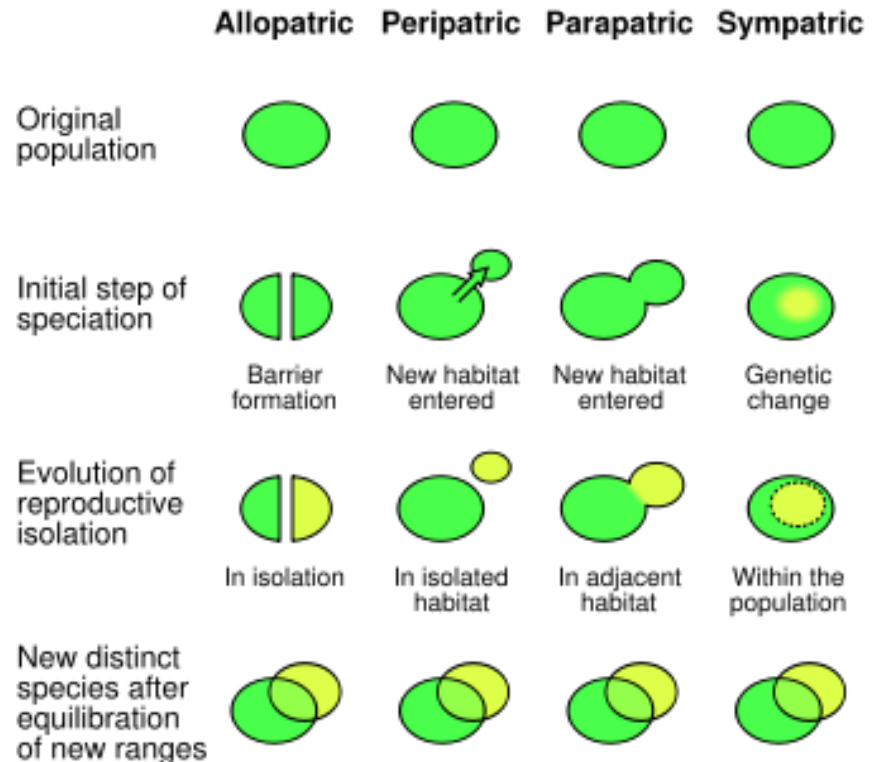 Allopatric Peripatric Parapatric Sympatric
Original
population
Initial step of
speciation
Barrier
formation
New habitat
entered
New habitat
entered
Genetic
change
Evolution of
reproductive
isolation
In isolation
In isolated
habitat
In adjacent
habitat
Within the
population
New distinct
species after
equilibration
of new ranges